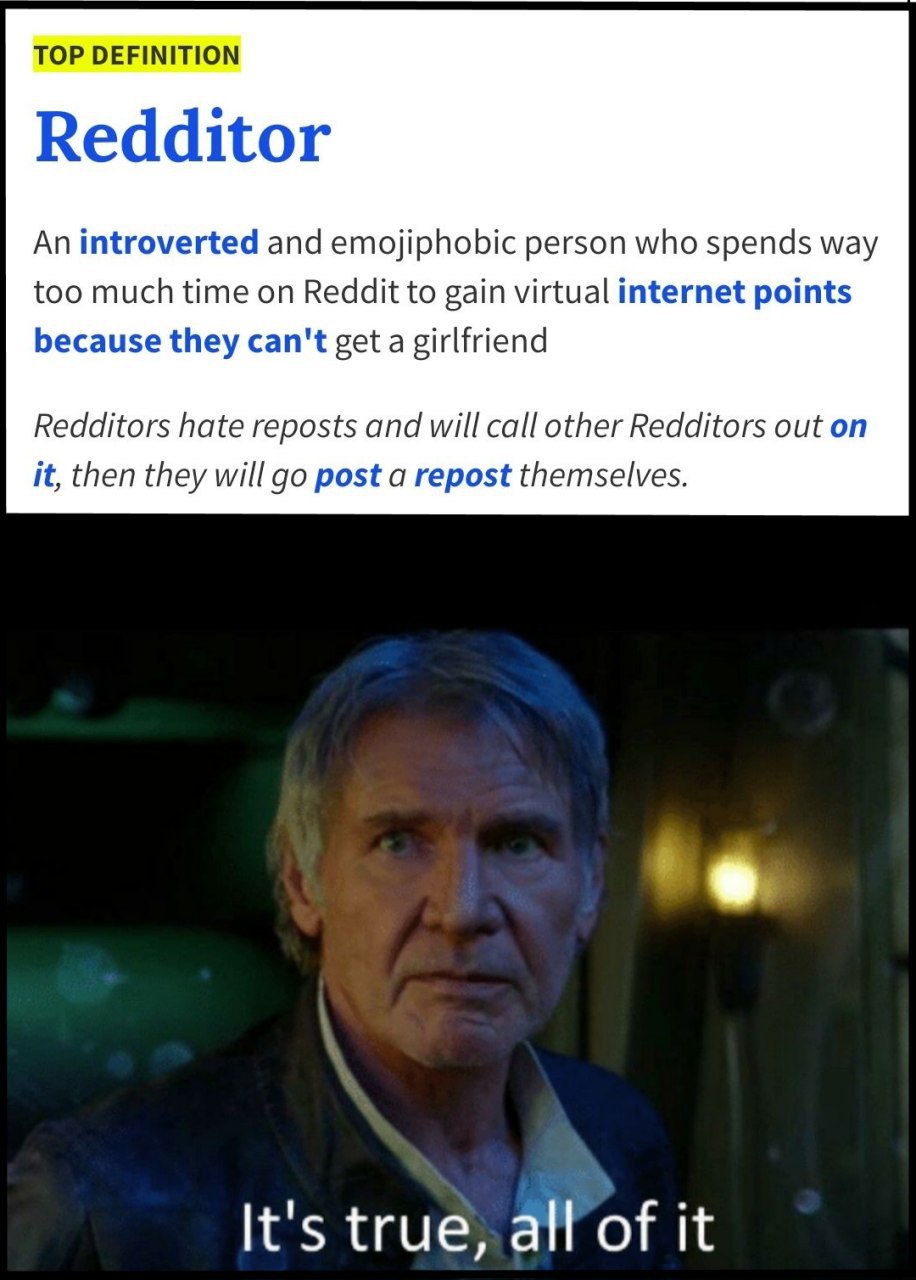 TOP DEFINITION
Redditor
An introverted and emojiphobic person who spends way
too much time on Reddit to gain virtual internet points
because they can't get a girlfriend
Redditors hate reposts and will call other Redditors out on
it, then they will go post a repost themselves.
It's true, all of it